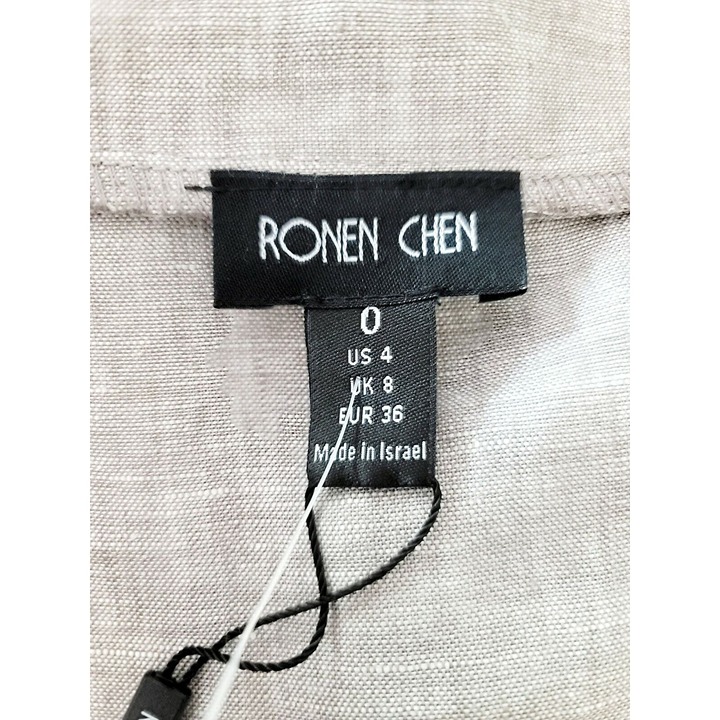 RONEN CHEN
0
US 4
UK 8
EUR 36
Made in Israel